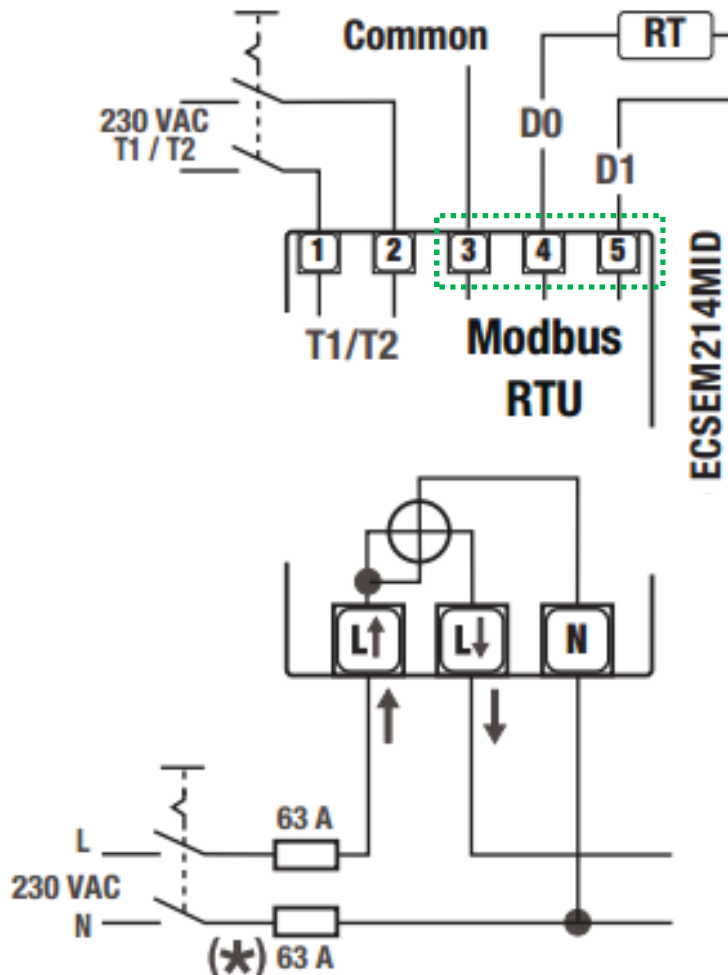 Common
RT
230 VAC
T1 / T2
D0
D1
1
2
3
4
5
T1/T2
Modbus
RTU
ECSEM214MID
L
L
N
63 A
L
230 VAC
N
(*)
63 A